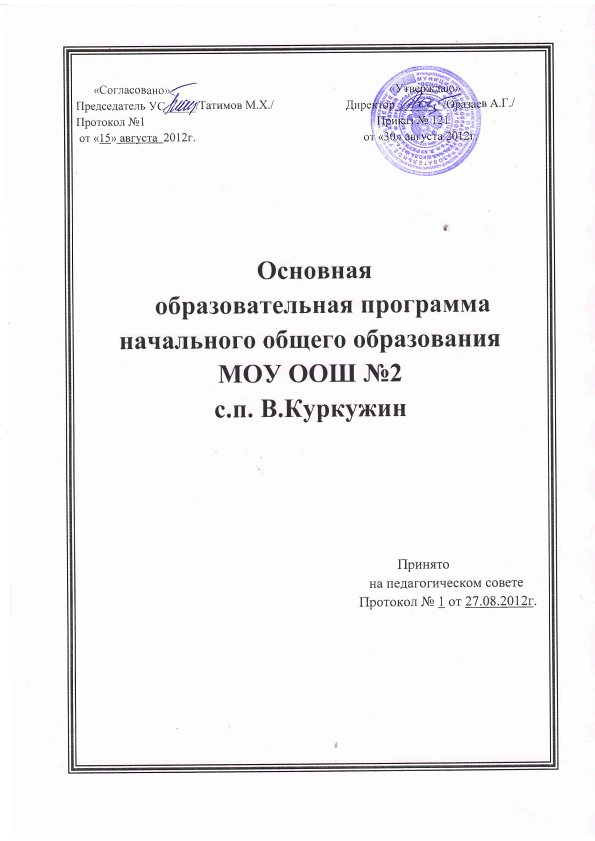 «Согласовано»
Председатель УС /Татимов М.Х./
Протокол №1
от «15» августа 2012г.
«Утверждаю»
Директор /Оразаев А.Г./
Приказ № 121
от «30» августа 2012г.
Основная
образовательная программа
начального общего образования
МОУ ООШ №2
с.п. В.Куркужин
Принято
на педагогическом совете
Протокол № 1 от 27.08.2012г.